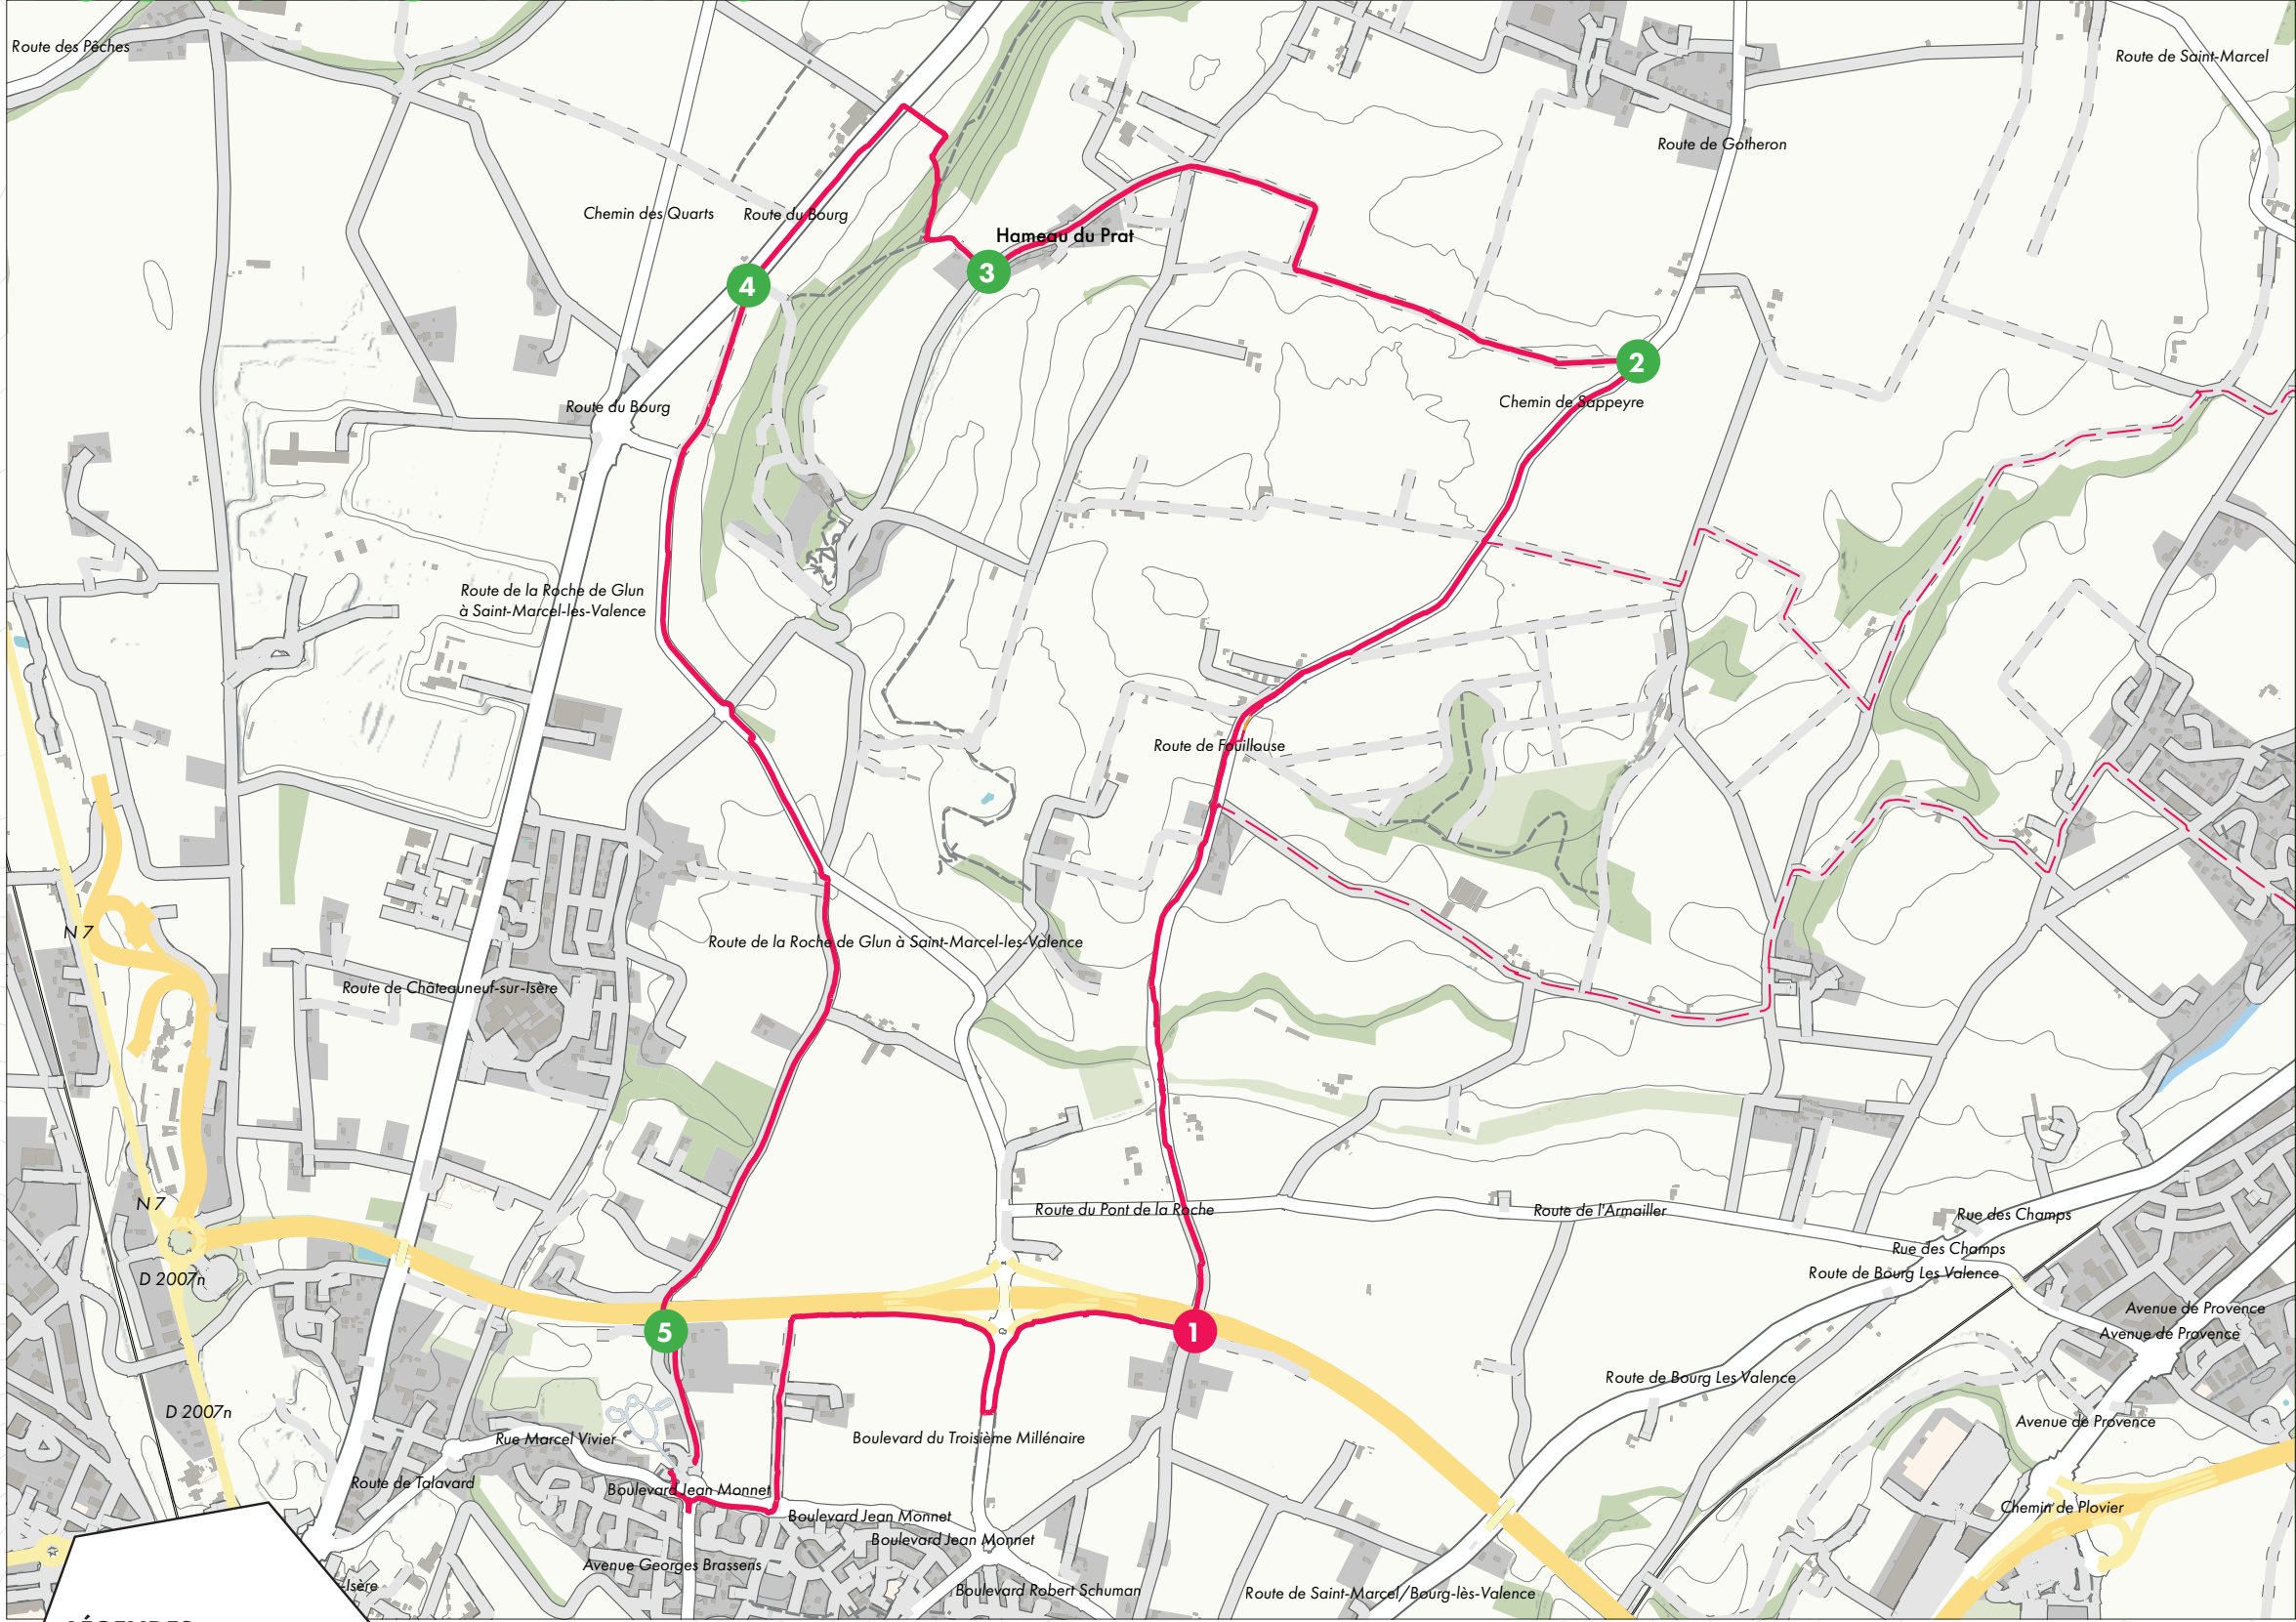 Route des Pêches
Route de Saint-Marcel
Route de Gotheron
Chemin des Quarts
Route du Bourg
Hameau du Prat
3
4
2
Chemin de Sappeyre
Route du Bourg
Route de la Roche de Glun
à Saint-Marcel-les-Valence
Route de Fouillouse
N 7
Route de la Roche de Glun à Saint-Marcel-les-Valence
Route de Châteauneuf-sur-Isère
N 7
Route du Pont de la Roche
Route de l'Armailler
Rue des Champs
Rue des Champs
Route de Bourg Les Valence
D 2007n
Avenue de Provence
5
1
Avenue de Provence
Route de Bourg Les Valence
D 2007n
Avenue de Provence
Rue Marcel Vivier
Boulevard du Troisième Millénaire
Route de Talavard
Boulevard Jean Monnet
Chemin de Plovier
Boulevard Jean Monnet
Boulevard Jean Monnet
Avenue Georges Brassens
-Isère
Boulevard Robert Schuman
Route de Saint-Marcel/Bourg-lès-Valence
LÉGENDES